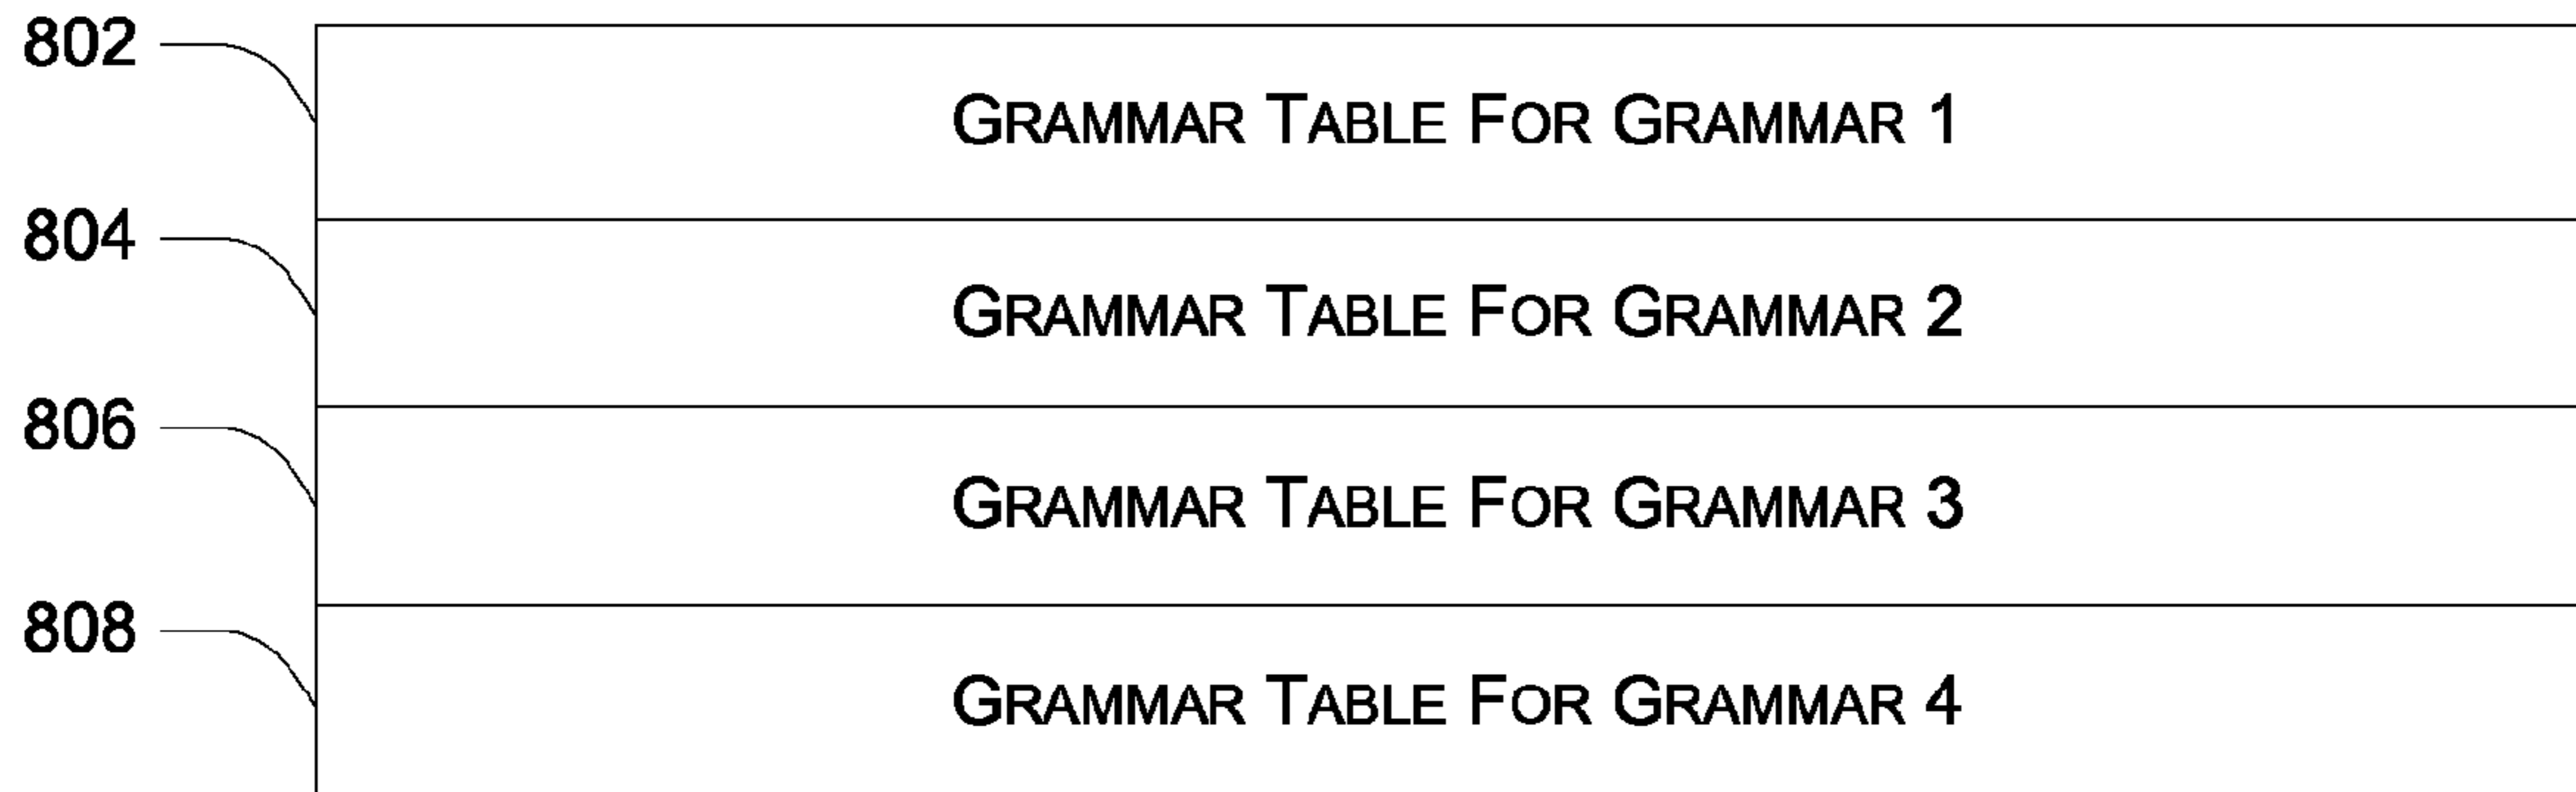 802
GRAMMAR TABLE FOR GRAMMAR 1
804
GRAMMAR TABLE FOR GRAMMAR 2
806
GRAMMAR TABLE FOR GRAMMAR 3
808
GRAMMAR TABLE FOR GRAMMAR 4